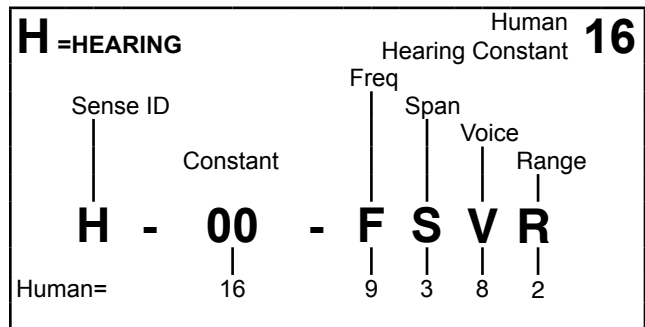 H =HEARING
Human 16
Hearing Constant
Freq
Sense ID
Span
Voice
Constant
Range
H - 00 - F S V R
Human= 16 9 3 8 2